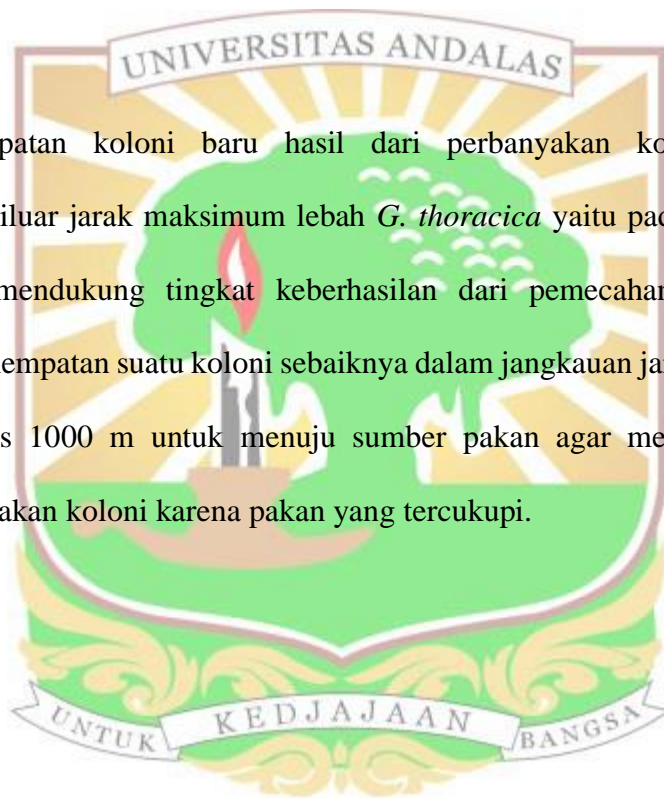 UNIVERSITAS ANDALAS
patan koloni baru hasil dari perbanyakan ko
iluar jarak maksimum lebah G. thoracica yaitu pad
mendukung tingkat keberhasilan dari pemecahan
empatan suatu koloni sebaiknya dalam jangkauan ja
s 1000 m untuk menuju sumber pakan agar me
akan koloni karena pakan yang tercukupi.
UNTUK KEDJAJAAN BANGSA